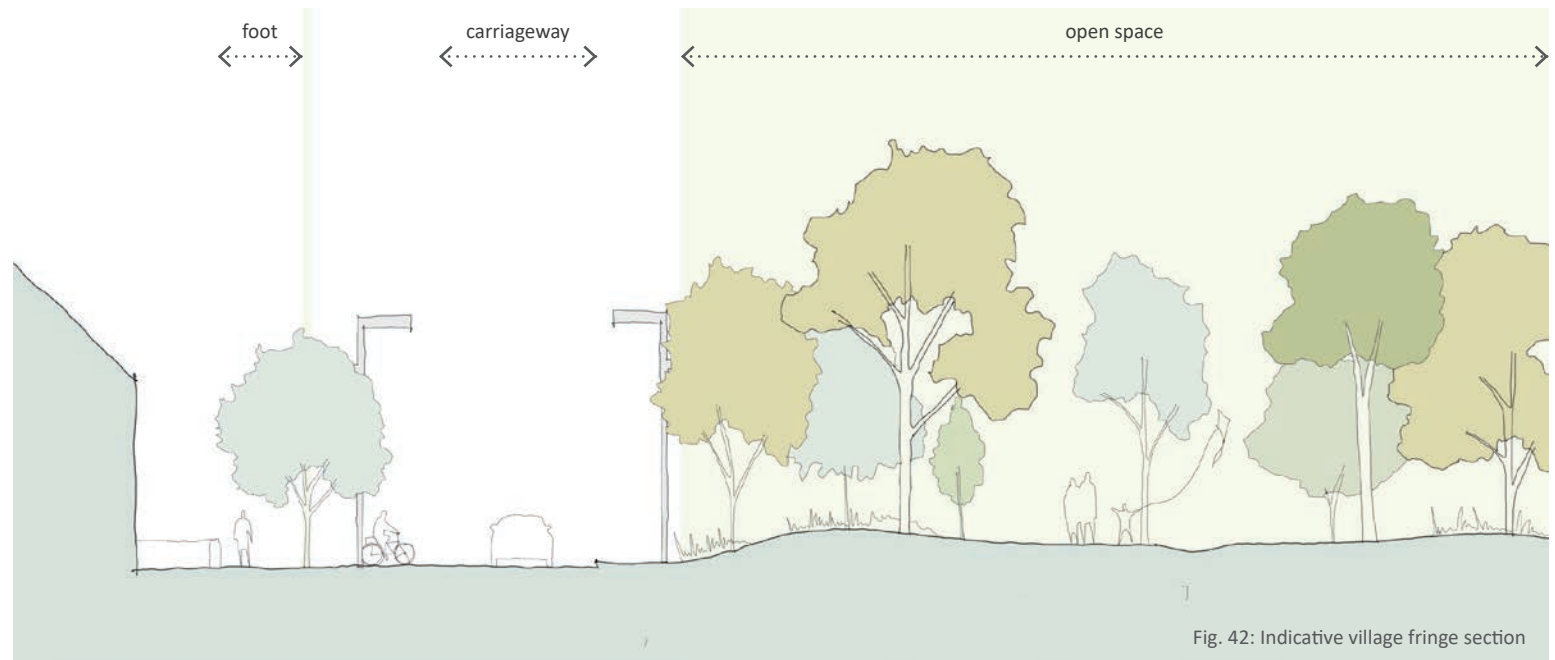 foot
carriageway
open space
Fig. 42: Indicative village fringe section